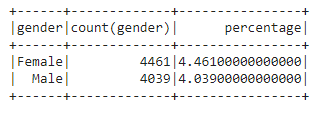 +------+-------------+----------------+
|gender|count(gender)|      percentage|
+------+-------------+----------------+
|Female|         4461|4.46100000000000|
|  Male|         4039|4.03900000000000|
+------+-------------+----------------+